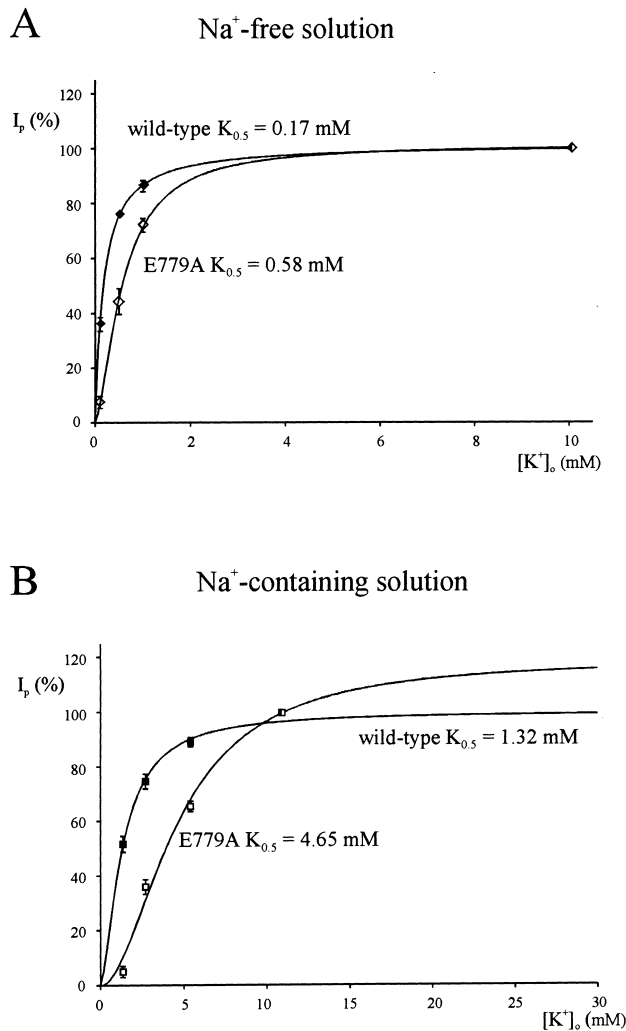 A
Na⁺-free solution
Iₚ (%)
120
100
80
60
40
20
0
wild-type K₀.₅ = 0.17 mM
E779A K₀.₅ = 0.58 mM
0 2 4 6 8 10
[K⁺]ₒ (mM)
B
Na⁺-containing solution
Iₚ (%)
120
100
80
60
40
20
0
wild-type K₀.₅ = 1.32 mM
E779A K₀.₅ = 4.65 mM
0 5 10 15 20 25 30
[K⁺]ₒ (mM)